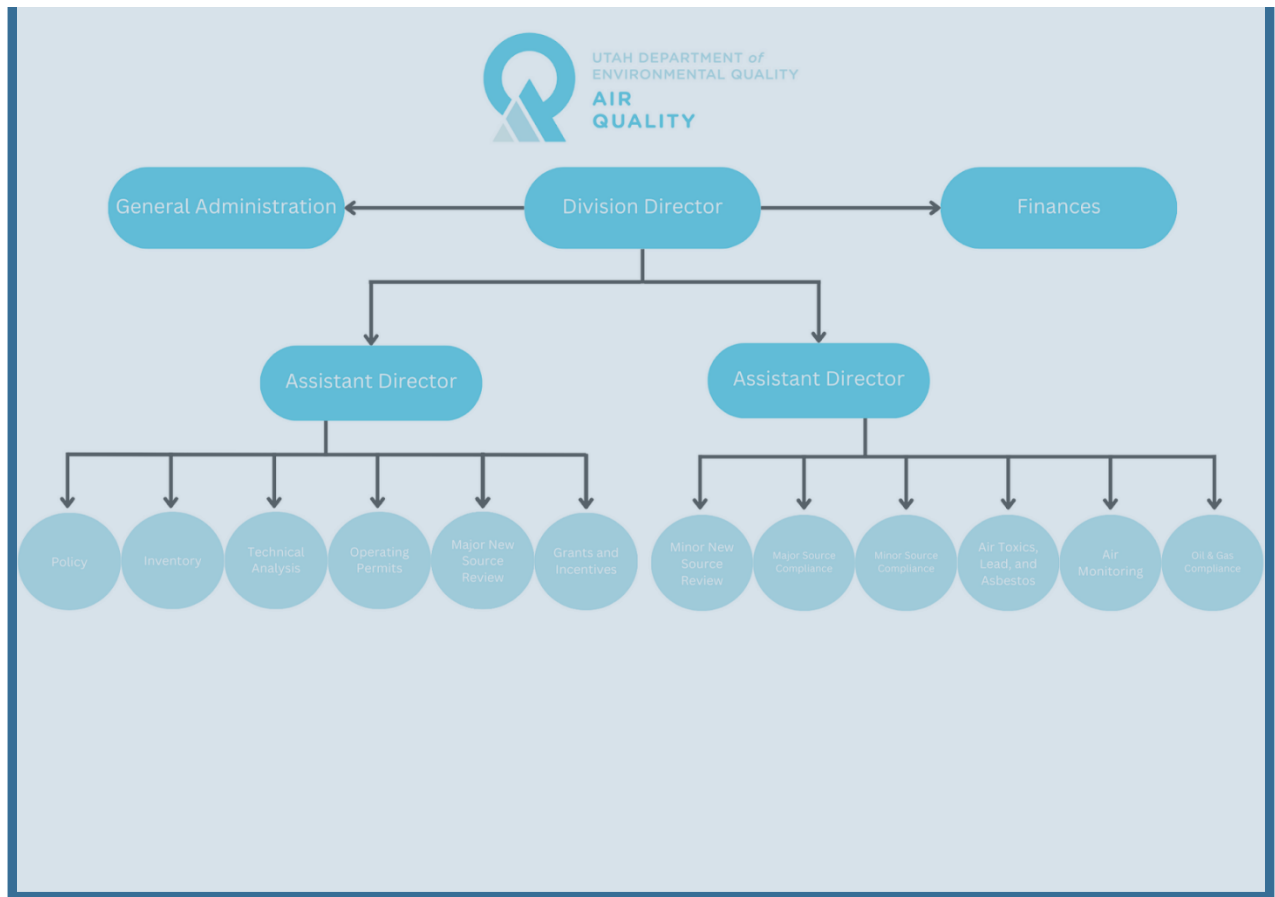 UTAH DEPARTMENT of
ENVIRONMENTAL QUALITY
AIR
QUALITY
General Administration
Division Director
Finances
Assistant Director
Assistant Director
Policy
Inventory
Technical
Analysis
Operating
Permits
Major New
Source
Review
Grants and
Incentives
Minor New
Source
Review
Major Source
Compliance
Minor Source
Compliance
Air Toxics,
Lead, and
Asbestos
Air
Monitoring
Oil & Gas
Compliance